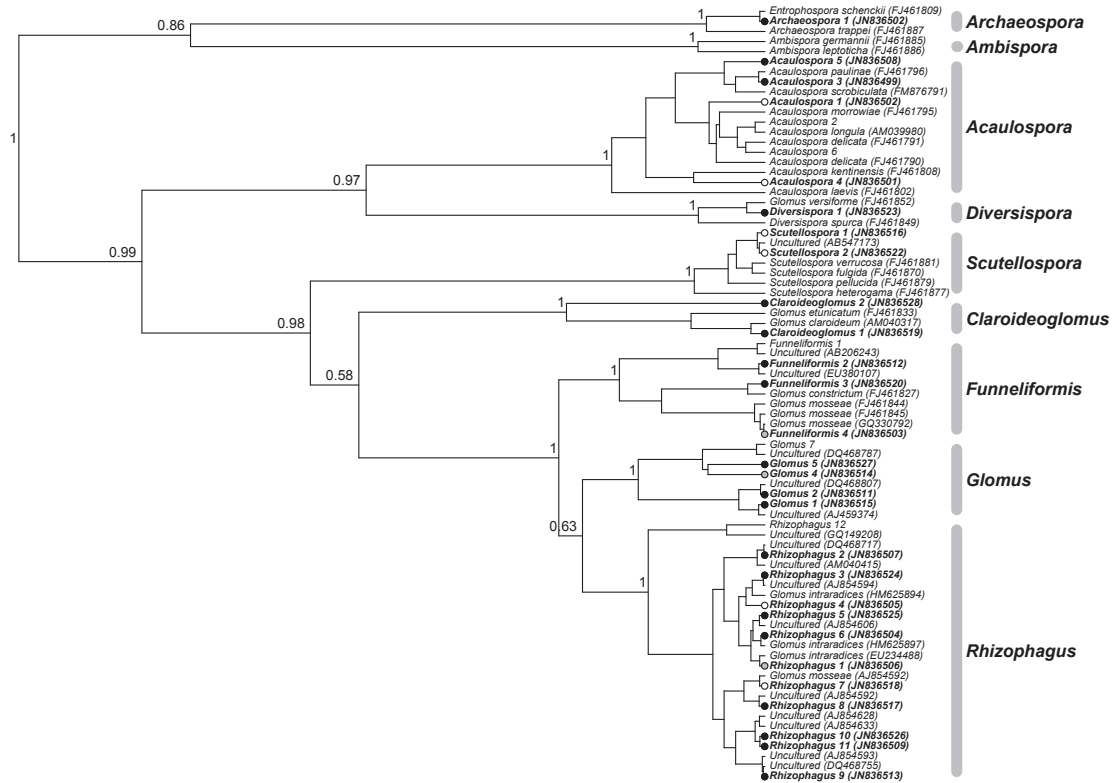 Entrophospora schenckii (FJ461809)
Archaespora 1 (JN836502)
Archaespora trappei (FJ461887
Ambispora germannii (FJ461885)
Ambispora leptoticha (FJ461886)
Acaulospora 5 (JN836508)
Acaulospora paulinae (FJ461796)
Acaulospora 3 (JN836499)
Acaulospora scrobiculata (FM876791)
Acaulospora 1 (JN836502)
Acaulospora morrowiae (FJ461795)
Acaulospora 2
Acaulospora longula (AM039980)
Acaulospora delicata (FJ461791)
Acaulospora 6
Acaulospora delicata (FJ461790)
Acaulospora kentinensis (FJ461808)
Acaulospora 4 (JN836501)
Acaulospora laevis (FJ461802)
Glomus versiforme (FJ461852)
Diversispora 1 (JN836523)
Diversispora spurca (FJ461849)
Scutellospora 1 (JN836516)
Uncultured (AB547173)
Scutellospora 2 (JN836522)
Scutellospora verrucosa (FJ461881)
Scutellospora fulgida (FJ461870)
Scutellospora pellucida (FJ461879)
Scutellospora heterogama (FJ461877)
Claroideoglomus 2 (JN836528)
Glomus etunicatum (FJ461833)
Glomus claroideum (AM040317)
Claroideoglomus 1 (JN836519)
Funneliformis 1
Uncultured (AB206243)
Funneliformis 2 (JN836512)
Uncultured (EU380107)
Funneliformis 3 (JN836520)
Glomus constrictum (FJ461827)
Glomus mosseae (FJ461844)
Glomus mosseae (FJ461845)
Glomus mosseae (GQ330792)
Funneliformis 4 (JN836503)
Glomus 7
Uncultured (DQ468787)
Glomus 5 (JN836527)
Glomus 4 (JN836514)
Uncultured (DQ468807)
Glomus 2 (JN836511)
Glomus 1 (JN836515)
Uncultured (AJ459374)
Rhizophagus 12
Uncultured (GQ149208)
Uncultured (DQ468717)
Rhizophagus 2 (JN836507)
Uncultured (AM040415)
Rhizophagus 3 (JN836524)
Uncultured (AJ854594)
Glomus intraradices (HM625894)
Rhizophagus 4 (JN836505)
Rhizophagus 5 (JN836525)
Uncultured (AJ854606)
Rhizophagus 6 (JN836504)
Glomus intraradices (HM625897)
Glomus intraradices (EU234488)
Rhizophagus 1 (JN836506)
Glomus mosseae (AJ854592)
Rhizophagus 7 (JN836518)
Uncultured (AJ854592)
Rhizophagus 8 (JN836517)
Uncultured (AJ854628)
Uncultured (AJ854633)
Rhizophagus 10 (JN836526)
Rhizophagus 11 (JN836509)
Uncultured (AJ854593)
Uncultured (DQ468755)
Rhizophagus 9 (JN836513)
Archaeospora
Ambispora
Acaulospora
Diversispora
Scutellospora
Claroideoglomus
Funneliformis
Glomus
Rhizophagus
0.86
1
1
1
1
0.97
1
0.99
1
0.98
1
0.58
1
1
1
0.63
1